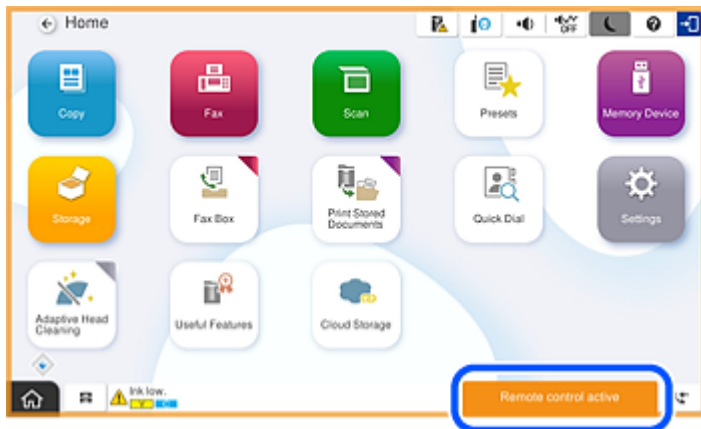 Home
OFF
Copy
Fax
Scan
Presets
Memory Device
Storage
Fax Box
Print Stored
Documents
Quick Dial
Settings
Adaptive Head
Cleaning
Useful Features
Cloud Storage
Ink low.
Y
Remote control active